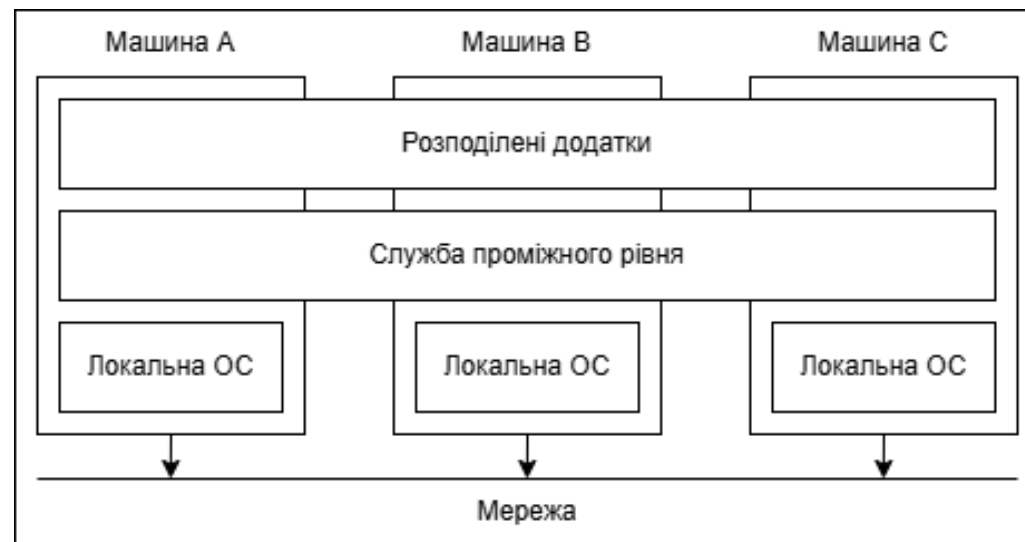 Машина A
Машина B
Машина C
Розподілені додатки
Служба проміжного рівня
Локальна ОС
Локальна ОС
Локальна ОС
Мережа